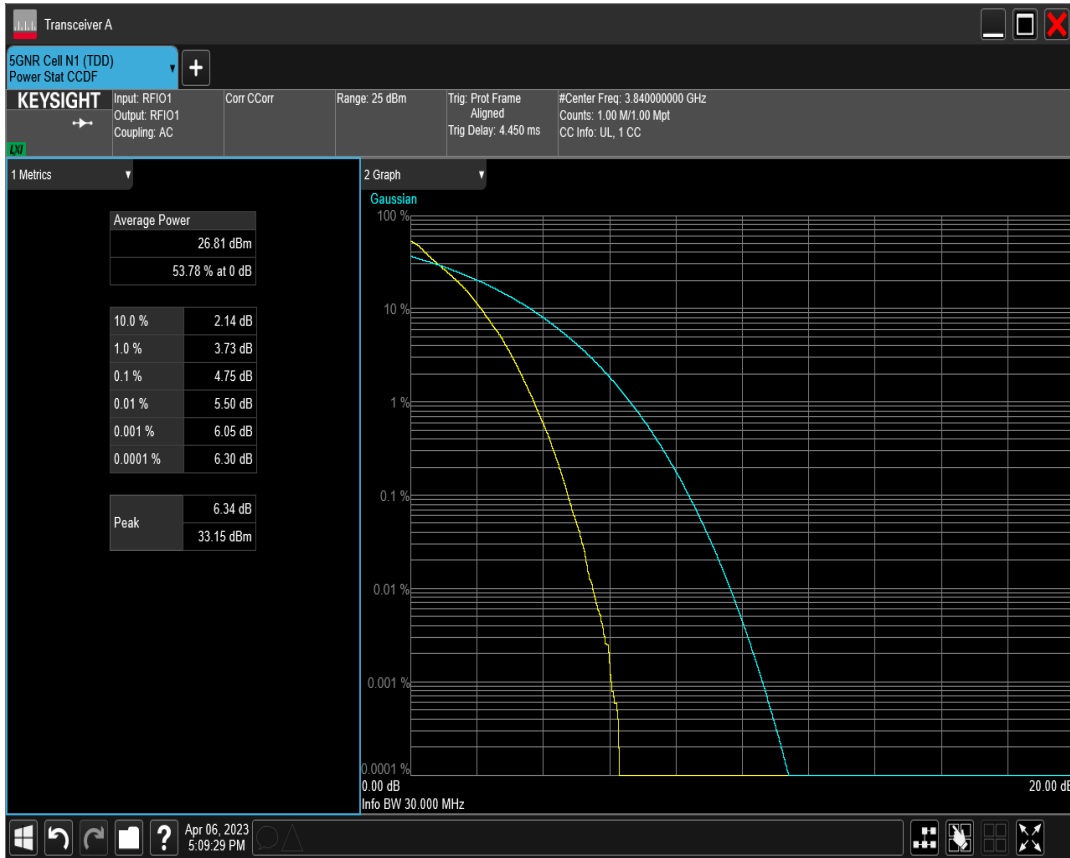 Transceiver A
5GNR Cell N1 (TDD)
Power Stat CCDF
+
KEYSIGHT
LXI
Input: RFIO1
Output: RFIO1
Coupling: AC
Corr CCorr
Range: 25 dBm
Trig: Prot Frame
Aligned
Trig Delay: 4.450 ms
#Center Freq: 3.840000000 GHz
Counts: 1.00 M/1.00 Mpt
CC Info: UL, 1 CC
1 Metrics
Average Power
26.81 dBm
53.78 % at 0 dB
10.0 % 2.14 dB
1.0 % 3.73 dB
0.1 % 4.75 dB
0.01 % 5.50 dB
0.001 % 6.05 dB
0.0001 % 6.30 dB
Peak 6.34 dB
33.15 dBm
2 Graph
Gaussian
100 %
10 %
1 %
0.1 %
0.01 %
0.001 %
0.0001 %
0.00 dB 20.00 dB
Info BW 30.000 MHz
?
Apr 06, 2023
5:09:29 PM